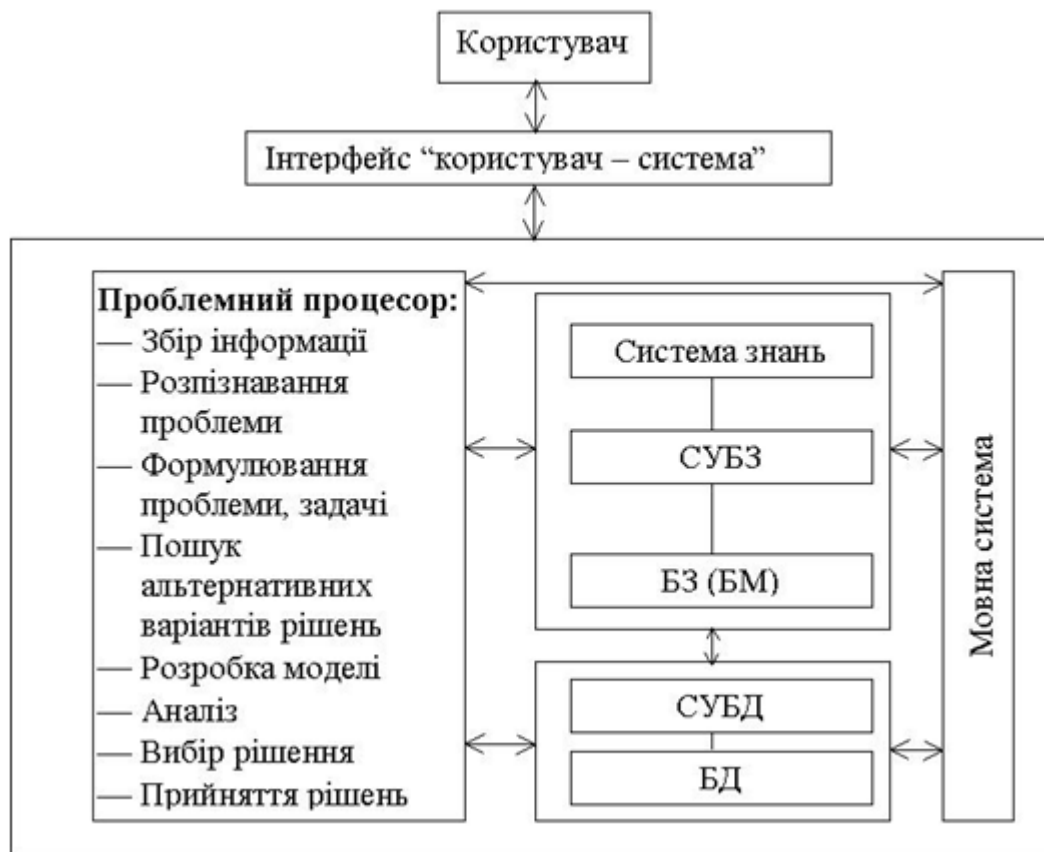 Користувач
Інтерфейс “користувач – система”
Проблемний процесор:
— Збір інформації
— Розпізнавання
проблеми
— Формулювання
проблеми, задачі
— Пошук
альтернативних
варіантів рішень
— Розробка моделі
— Аналіз
— Вибір рішення
— Прийняття рішень
Система знань
СУБЗ
БЗ (БМ)
СУБД
БД
Мовна система